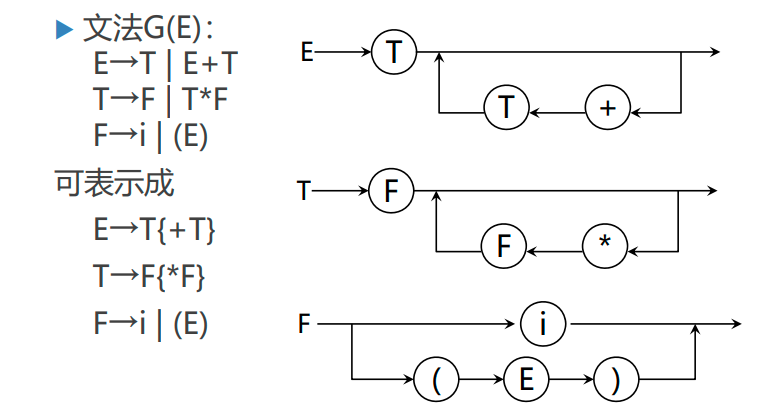 文法G(E)：
E→T | E+T
T→F | T*F
F→i | (E)
可表示成
E→T{+T}
T→F{*F}
F→i | (E)
E T
T +
T F
F *
F i
( E )